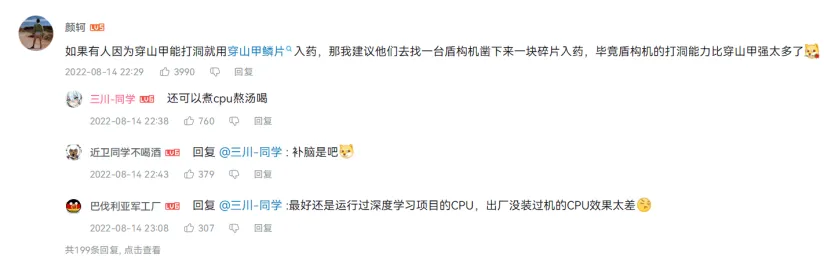 颜轲 LV5
如果有人因为穿山甲能打洞就用穿山甲鳞片入药，那我建议他们去找一台盾构机凿下来一块碎片入药，毕竟盾构机的打洞能力比穿山甲强太多了
2022-08-14 22:29 3990 回复
三川-同学 LV5 还可以煮cpu熬汤喝
2022-08-14 22:38 760 回复
近卫同学不喝酒 LV5 回复 @三川-同学 :补脑是吧
2022-08-14 22:43 379 回复
巴伐利亚军工厂 LV5 回复 @三川-同学 :最好还是运行过深度学习项目的CPU，出厂没装过机的CPU效果太差
2022-08-14 23:08 307 回复
共199条回复, 点击查看